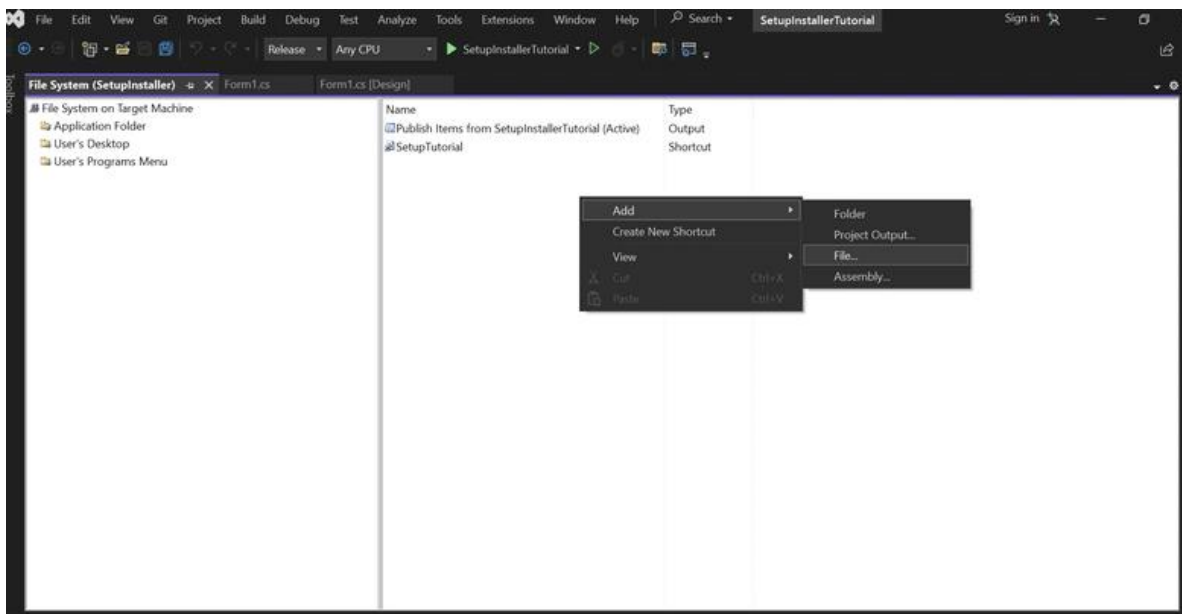 File Edit View Git Project Build Debug Test Analyze Tools Extensions Window Help Search SetupInstallerTutorial Sign in
Release Any CPU SetupInstallerTutorial
Toolbox
File System (SetupInstaller) Form1.cs Form1.cs [Design]
File System on Target Machine
Application Folder
User's Desktop
User's Programs Menu
Name Type
Publish Items from SetupInstallerTutorial (Active) Output
SetupTutorial Shortcut
Add
Create New Shortcut
View
Cut Ctrl+X
Paste Ctrl+V
Folder
Project Output...
File...
Assembly...